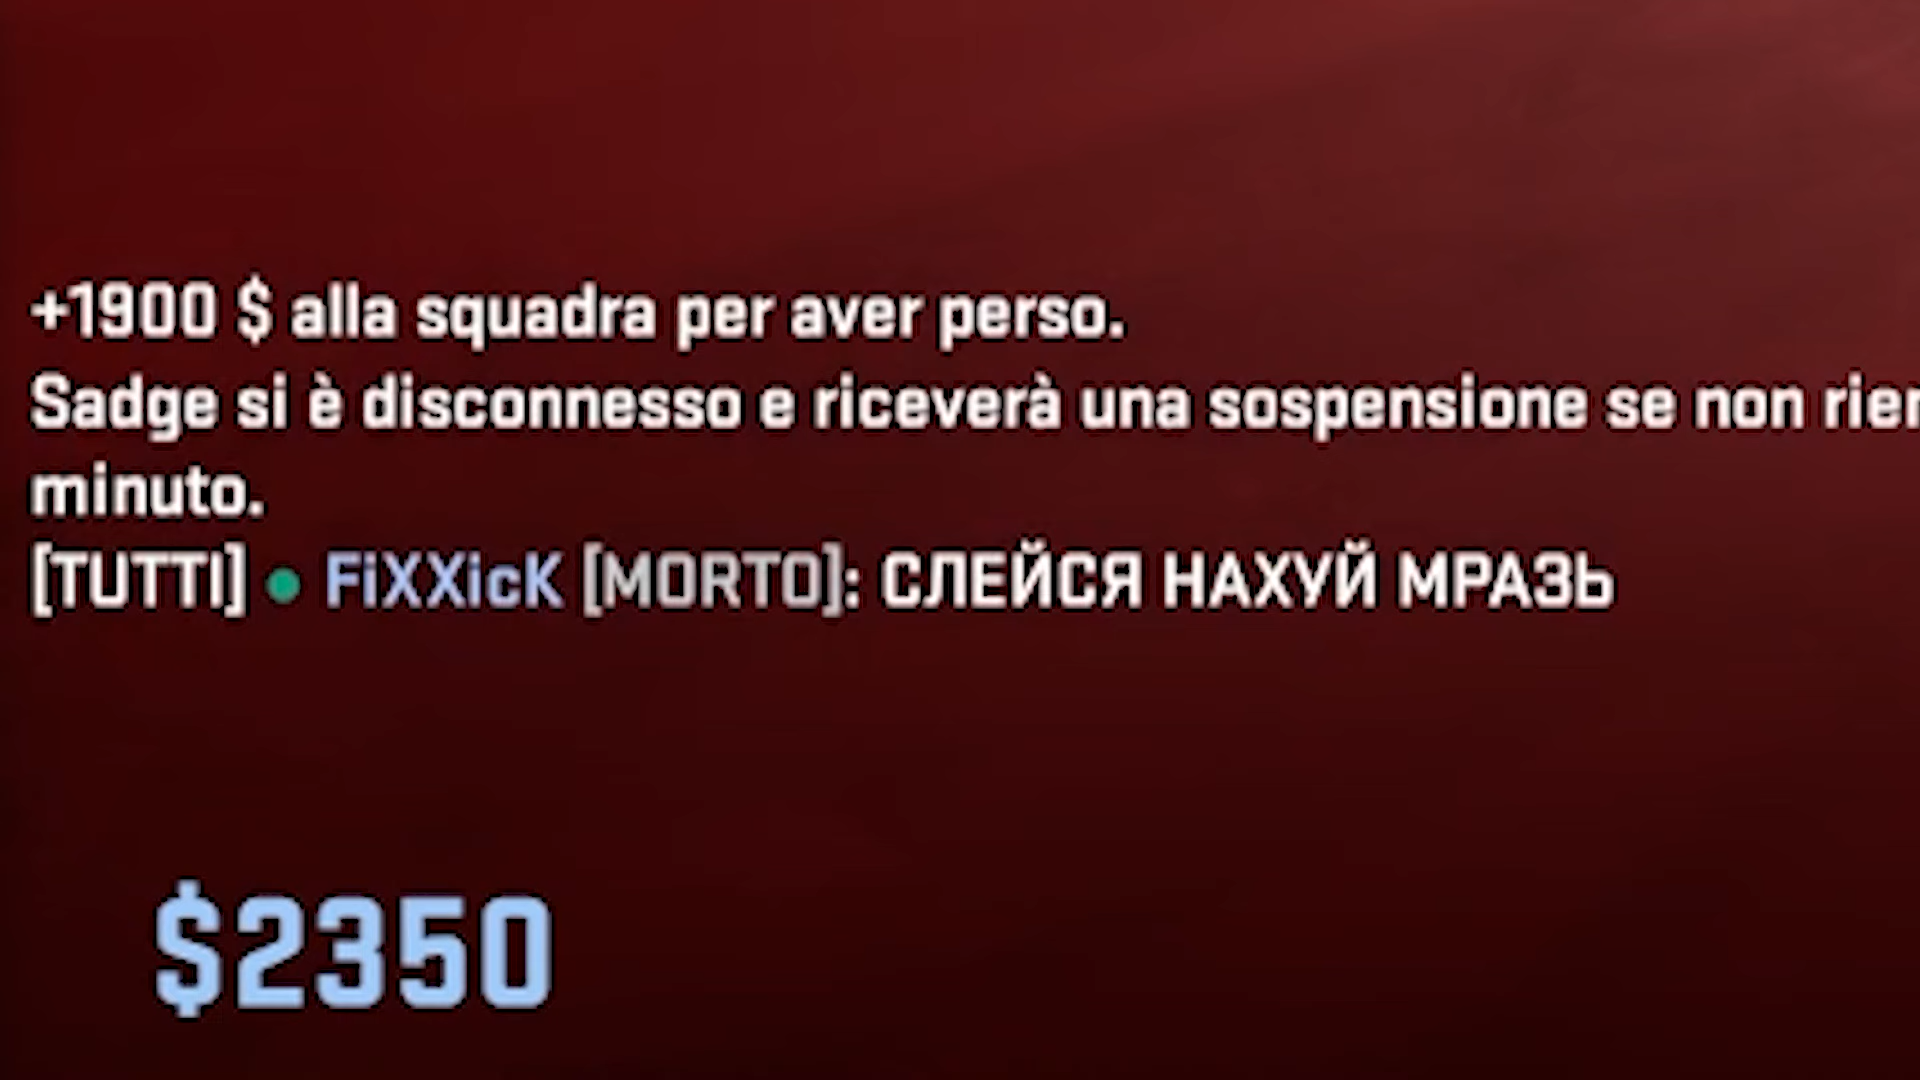 +1900 $ alla squadra per aver perso.
Sadge si è disconnesso e riceverà una sospensione se non
minuto.
[TUTTI] ● FiXXicK [MORTO]: СЛЕЙСЯ НАХУЙ МРАЗЬ
$2350